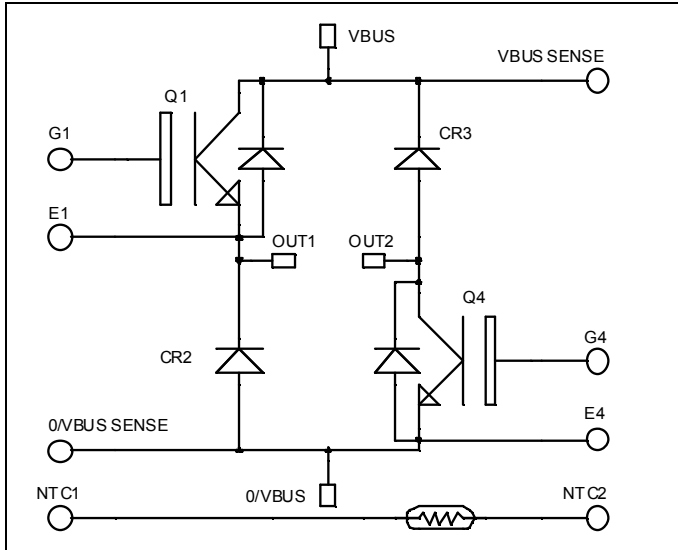 VBUS
VBUS SENSE
Q1
G1
CR3
E1
OUT1
OUT2
Q4
G4
CR2
E4
0/VBUS SENSE
NTC1
0/VBUS
NTC2